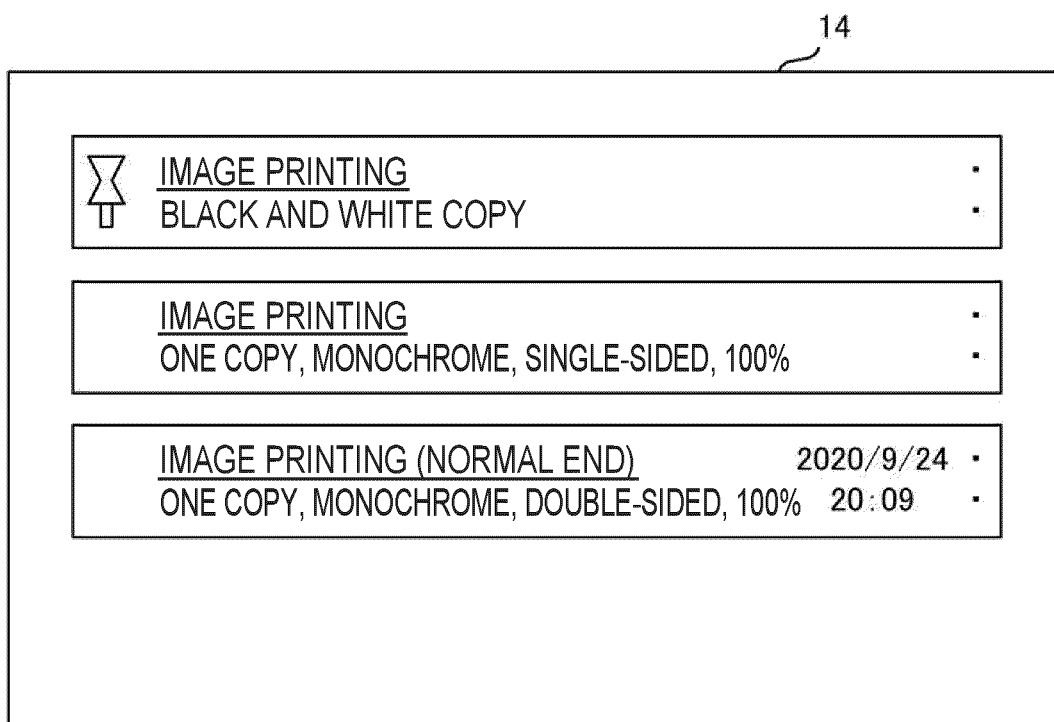 14
IMAGE PRINTING
BLACK AND WHITE COPY
IMAGE PRINTING
ONE COPY, MONOCHROME, SINGLE-SIDED, 100%
IMAGE PRINTING (NORMAL END) 2020/9/24
ONE COPY, MONOCHROME, DOUBLE-SIDED, 100% 20:09